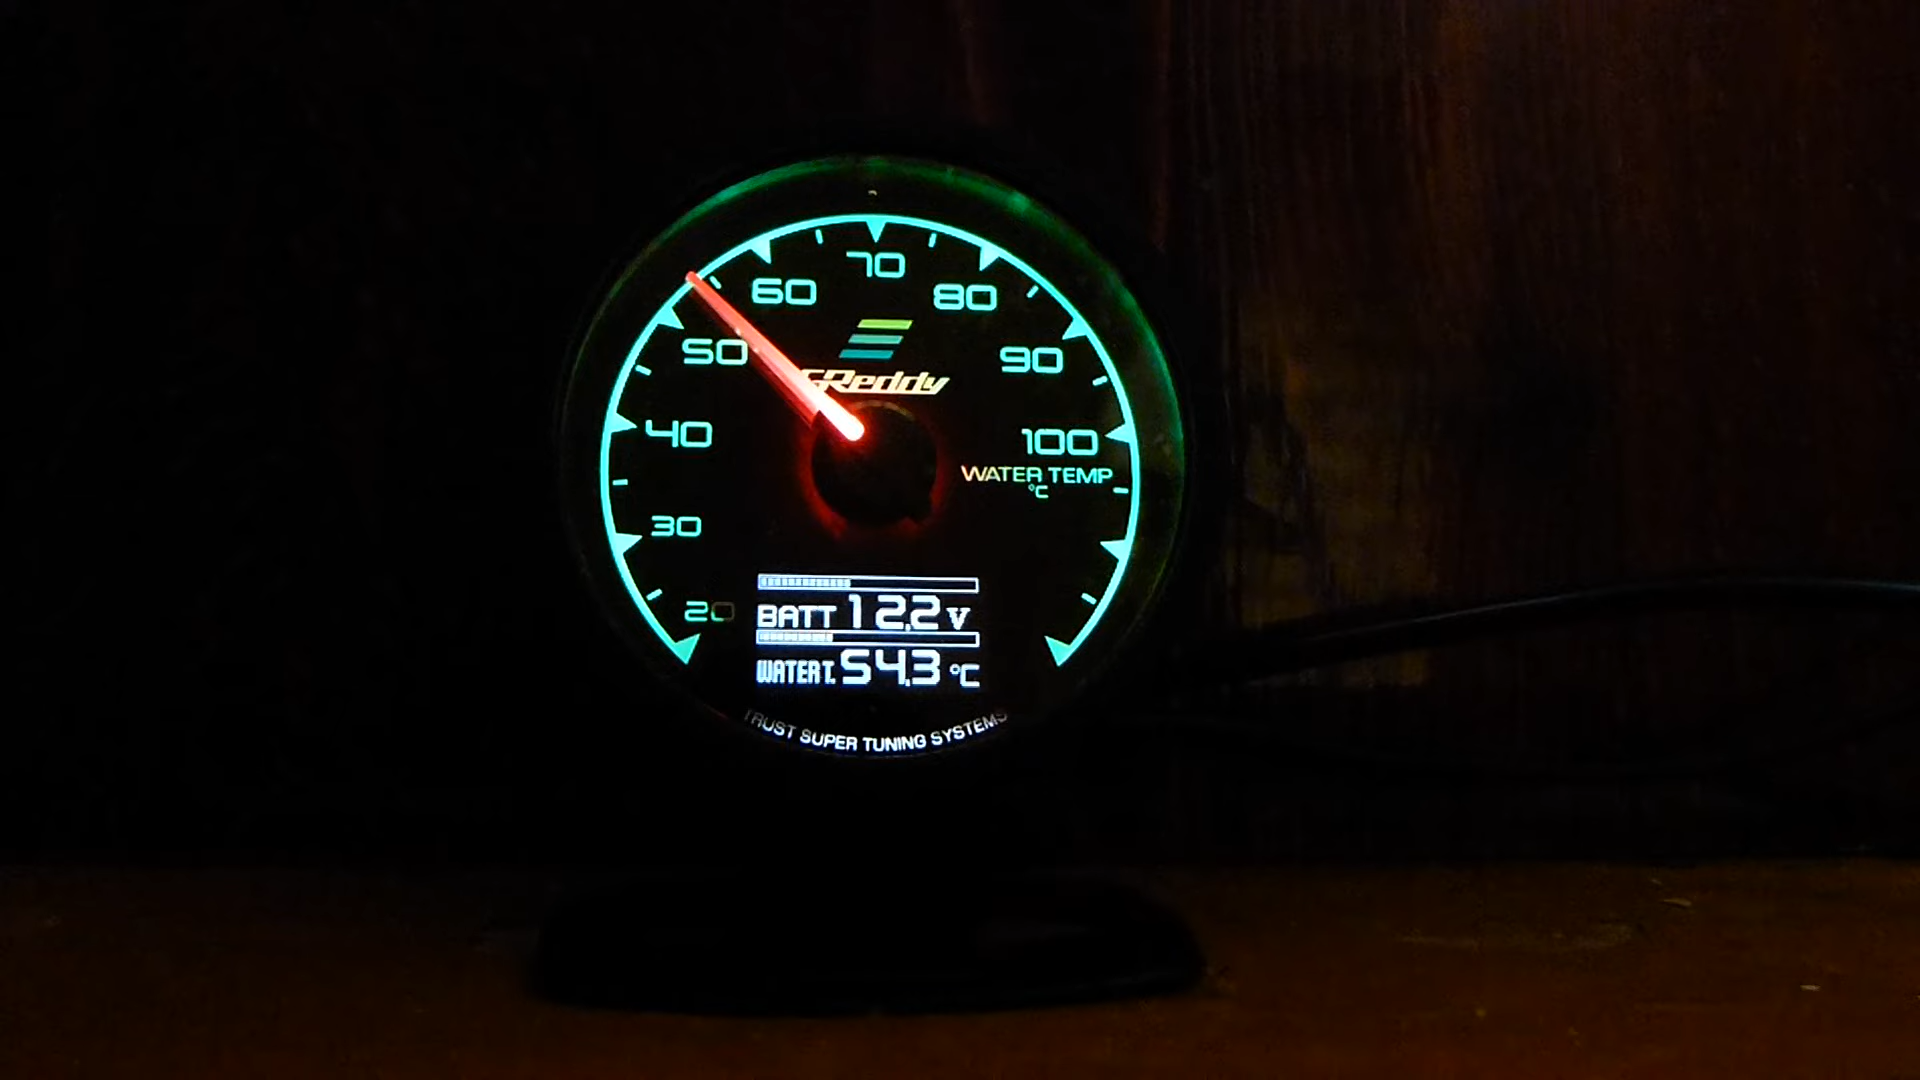 70
60
80
50
90
GReddy
40
100
WATER TEMP
°C
30
20
BATT 12.2 V
WATER T. 54.3 °C
TRUST SUPER TUNING SYSTEMS